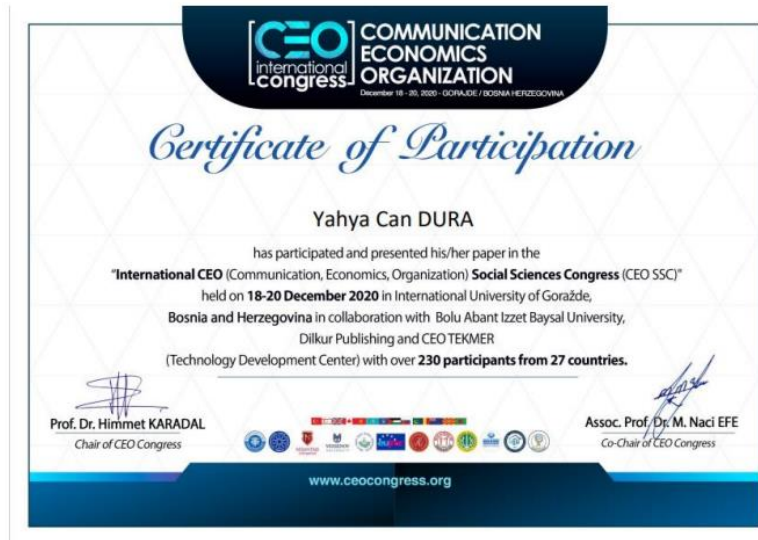 CEO
international
congress
COMMUNICATION
ECONOMICS
ORGANIZATION
December 18 - 20, 2020 - GORAJDE / BOSNIA HERZEGOVINA
Certificate of Participation
Yahya Can DURA
has participated and presented his/her paper in the
"International CEO (Communication, Economics, Organization) Social Sciences Congress (CEO SSC)"
held on 18-20 December 2020 in International University of Goražde,
Bosnia and Herzegovina in collaboration with Bolu Abant Izzet Baysal University,
Dilkur Publishing and CEO TEKMER
(Technology Development Center) with over 230 participants from 27 countries.
Prof. Dr. Himmet KARADAL
Chair of CEO Congress
Assoc. Prof. Dr. M. Naci EFE
Co-Chair of CEO Congress
www.ceocongress.org